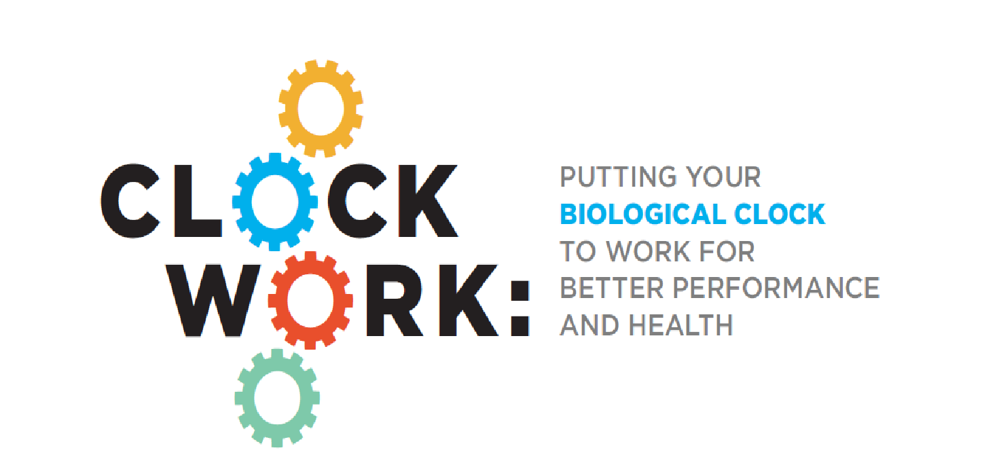 CLOCK
WORK:
PUTTING YOUR
BIOLOGICAL CLOCK
TO WORK FOR
BETTER PERFORMANCE
AND HEALTH